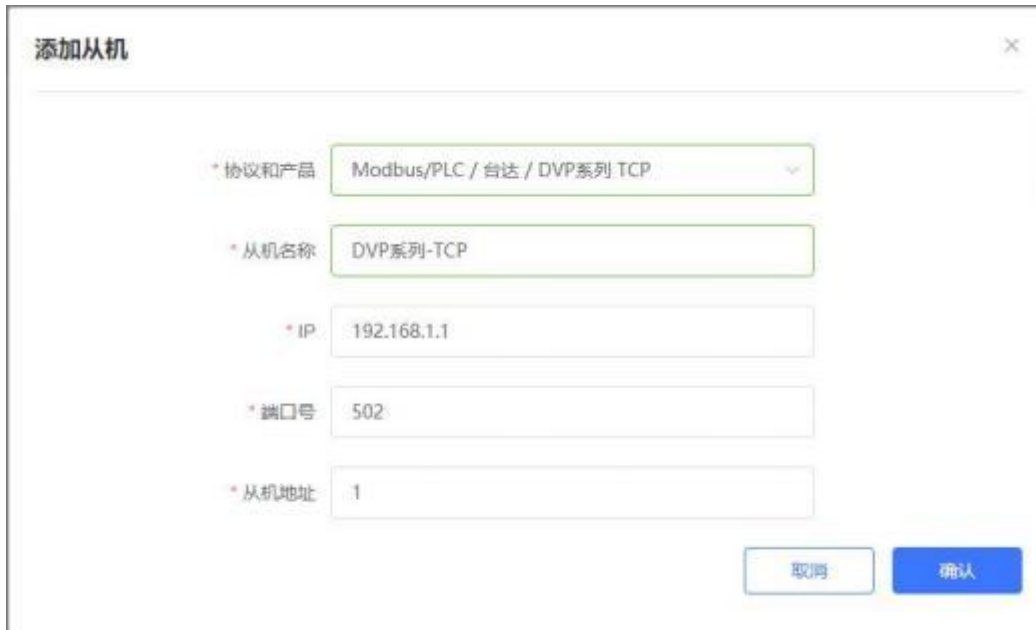 添加从机
* 协议和产品 Modbus/PLC / 台达 / DVP系列 TCP
* 从机名称 DVP系列-TCP
* IP 192.168.1.1
* 端口号 502
* 从机地址 1
取消 确认